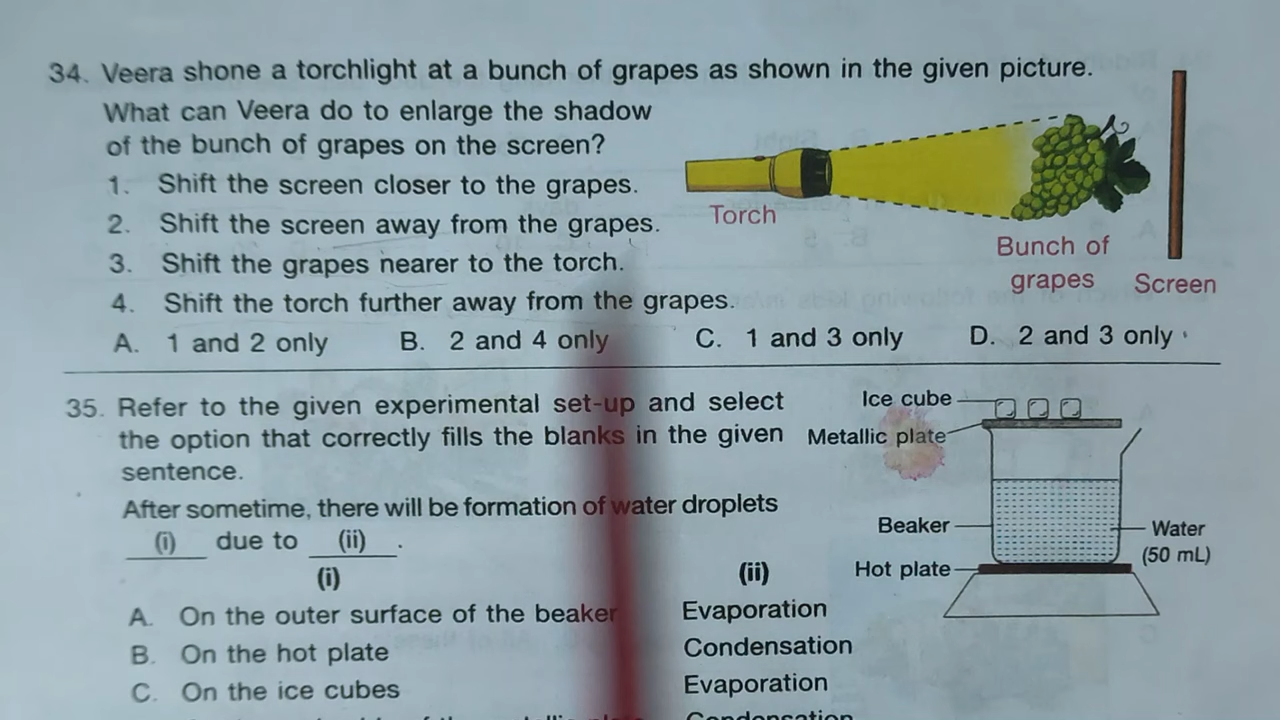 34. Veera shone a torchlight at a bunch of grapes as shown in the given picture.
What can Veera do to enlarge the shadow
of the bunch of grapes on the screen?
1. Shift the screen closer to the grapes.
2. Shift the screen away from the grapes.
3. Shift the grapes nearer to the torch.
4. Shift the torch further away from the grapes.
Torch
Bunch of
grapes
Screen
A. 1 and 2 only B. 2 and 4 only C. 1 and 3 only D. 2 and 3 only
35. Refer to the given experimental set-up and select
the option that correctly fills the blanks in the given
sentence.
After sometime, there will be formation of water droplets
(i) due to (ii).
Ice cube
Metallic plate
Beaker
Water
(50 mL)
Hot plate
(i) (ii)
A. On the outer surface of the beaker Evaporation
B. On the hot plate Condensation
C. On the ice cubes Evaporation
Condensation